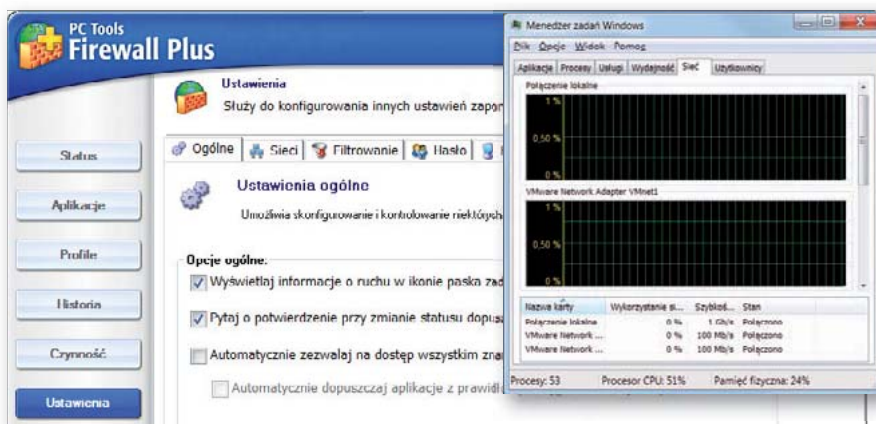 PC Tools
Firewall Plus
Status
Aplikacje
Profile
Historia
Czynność
Ustawienia
Ustawienia
Służy do konfigurowania innych ustawień zapor
Ogólne
Sieci
Filtrowanie
Hasło
Ustawienia ogólne
Umożliwia skonfigurowanie i kontrolowanie niektórych
Opcje ogólne:
Wyświetlaj informacje o ruchu w ikonie paska zad
Pytaj o potwierdzenie przy zmianie statusu dopus
Automatycznie zezwalaj na dostęp wszystkim zna
Automatycznie dopuszczaj aplikacje z prawidł
Menedżer zadań Windows
Plik Opcje Widok Pomoc
Aplikacje Procesy Usługi Wydajność Sieć Użytkownicy
Połączenie lokalne
1 %
0,50 %
0 %
VMware Network Adapter VMnet1
1 %
0,50 %
0 %
Nazwa karty Wykorzystanie si... Szybkoś... Stan
Połączenie lokalne 0 % 1 Gb/s Połączono
VMware Network ... 0 % 100 Mb/s Połączono
VMware Network ... 0 % 100 Mb/s Połączono
Procesy: 53 Procesor CPU: 51% Pamięć fizyczna: 24%